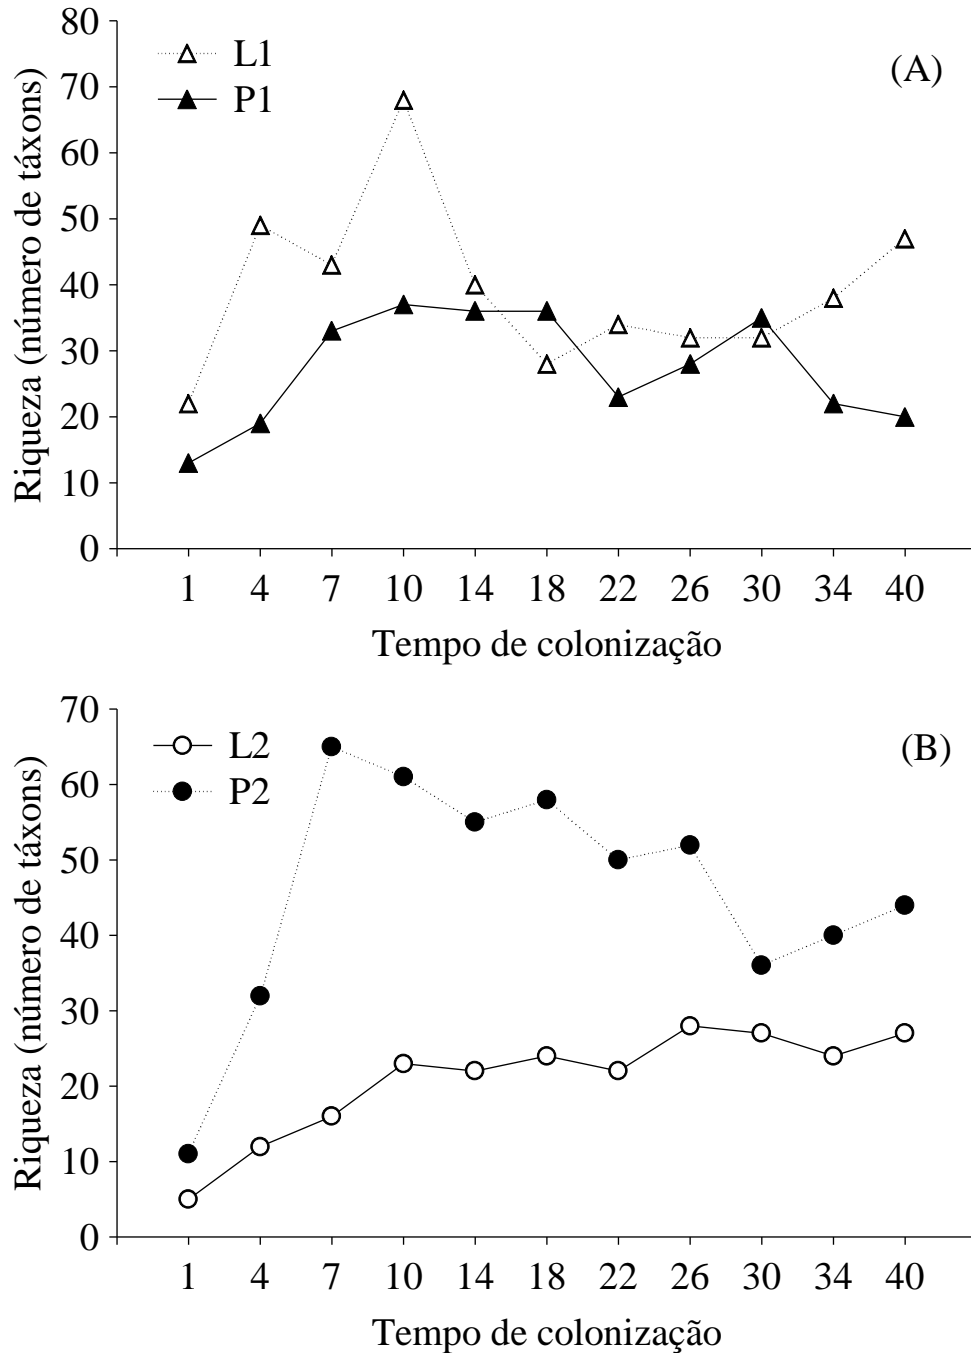 80
70
60
50
40
30
20
10
0
Riqueza (número de táxons)
L1
P1
(A)
1 4 7 10 14 18 22 26 30 34 40
Tempo de colonização
70
60
50
40
30
20
10
0
Riqueza (número de táxons)
L2
P2
(B)
1 4 7 10 14 18 22 26 30 34 40
Tempo de colonização